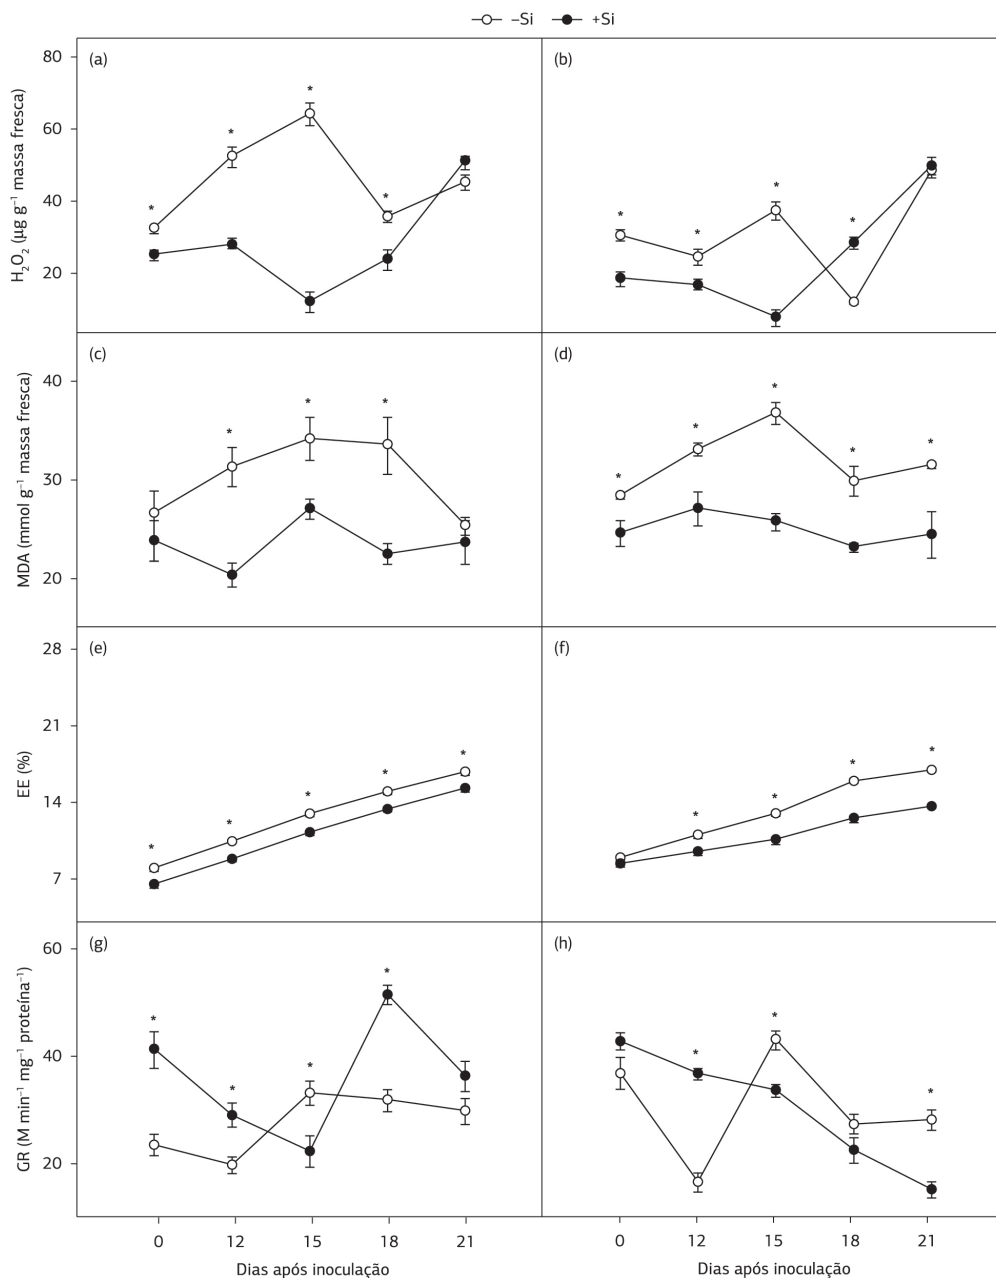 –Si +Si
(a) (b)
80
60
40
20
H₂O₂ (µg g⁻¹ massa fresca)
* * * *
* * * *
(c) (d)
40
30
20
MDA (mmol g⁻¹ massa fresca)
* * *
* * * * *
(e) (f)
28
21
14
7
EE (%)
* * * * *
* * * *
(g) (h)
60
40
20
GR (M min⁻¹ mg⁻¹ proteína⁻¹)
* * * *
* * *
0 12 15 18 21 0 12 15 18 21
Dias após inoculação Dias após inoculação